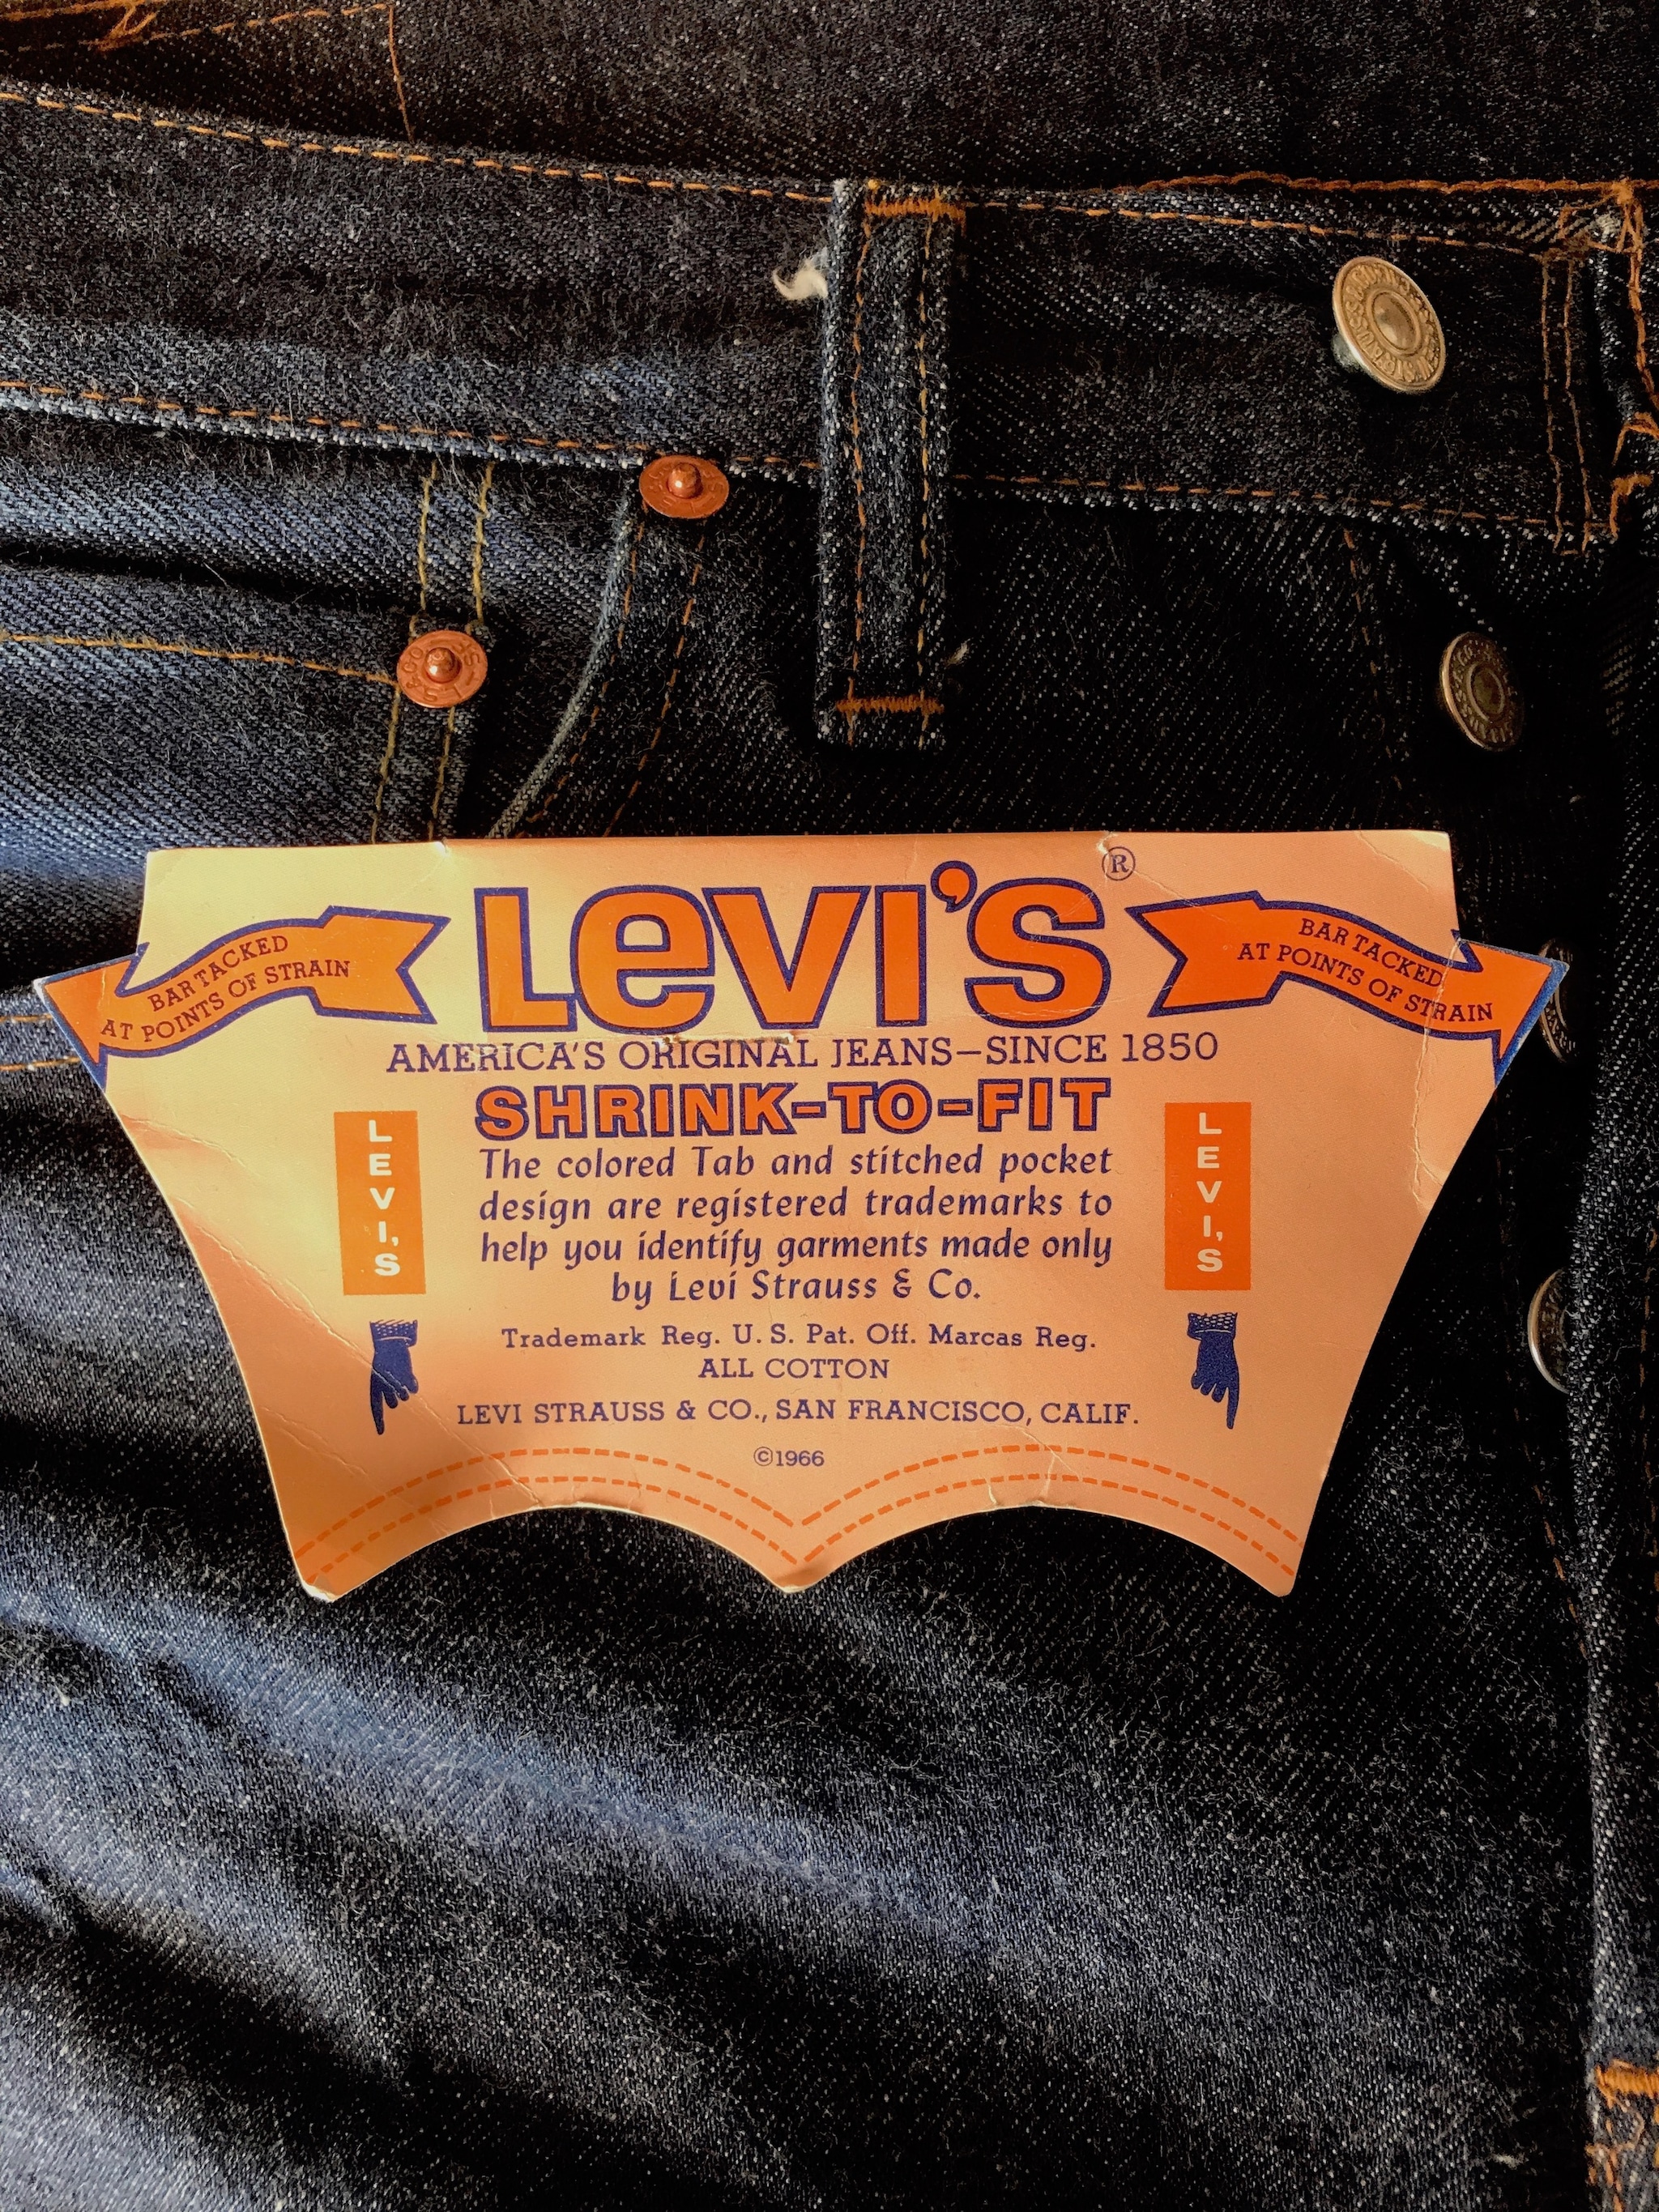 LEVI'S®
BAR TACKED
AT POINTS OF STRAIN
BAR TACKED
AT POINTS OF STRAIN
AMERICA'S ORIGINAL JEANS–SINCE 1850
SHRINK-TO-FIT
LEVI'S
LEVI'S
The colored Tab and stitched pocket
design are registered trademarks to
help you identify garments made only
by Levi Strauss & Co.
Trademark Reg. U. S. Pat. Off. Marcas Reg.
ALL COTTON
LEVI STRAUSS & CO., SAN FRANCISCO, CALIF.
©1966